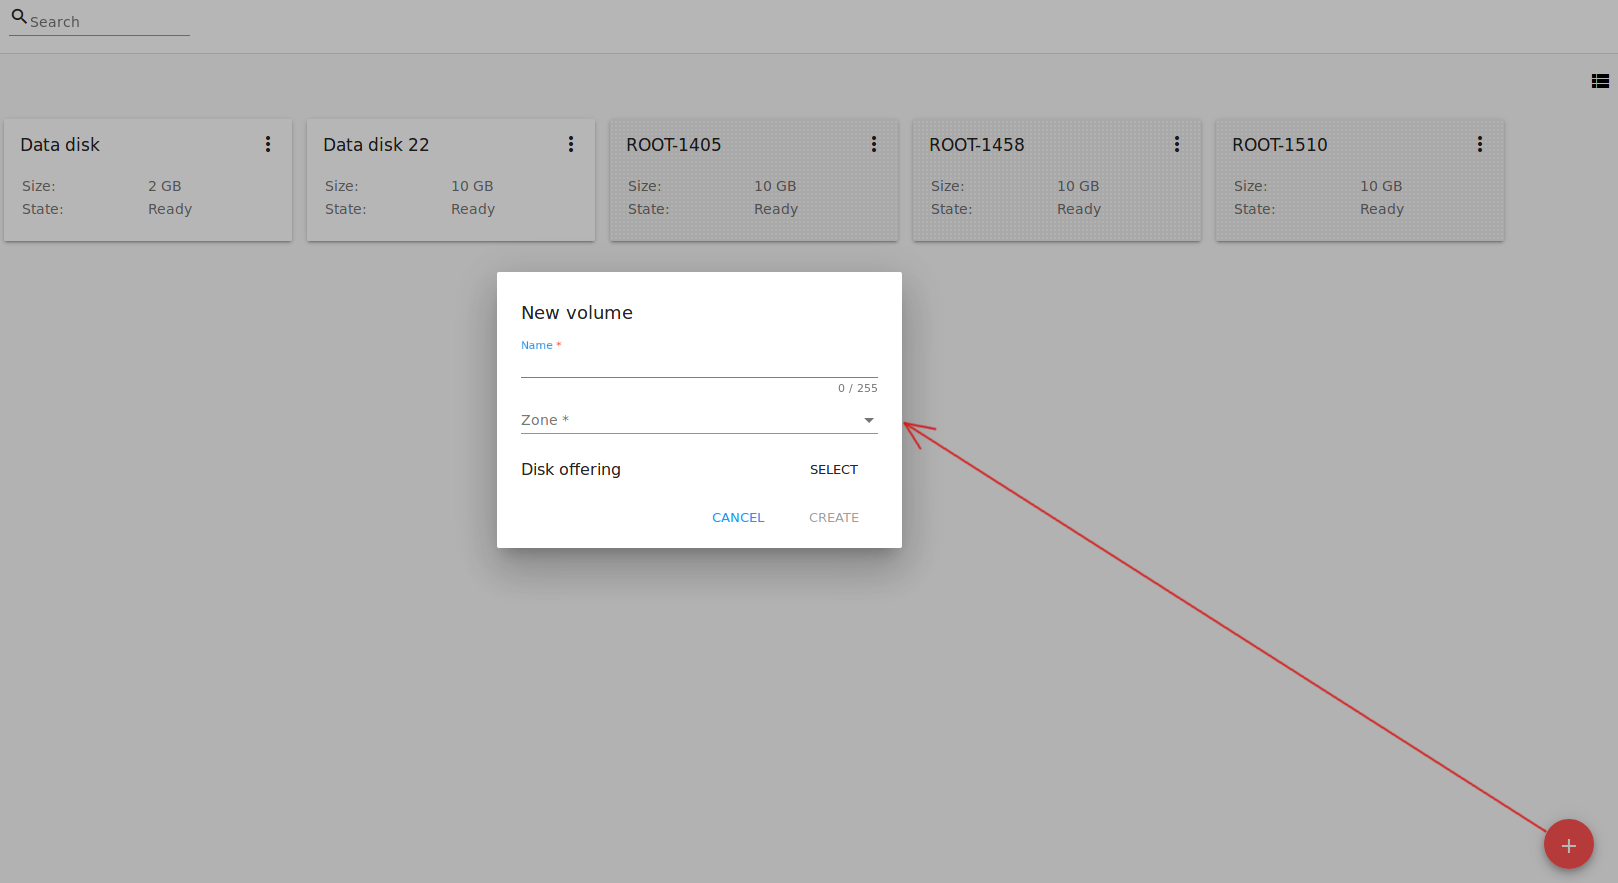 Search
Data disk
Size: 2 GB
State: Ready
Data disk 22
Size: 10 GB
State: Ready
ROOT-1405
Size: 10 GB
State: Ready
ROOT-1458
Size: 10 GB
State: Ready
ROOT-1510
Size: 10 GB
State: Ready
New volume
Name *
0 / 255
Zone *
Disk offering SELECT
CANCEL CREATE
+